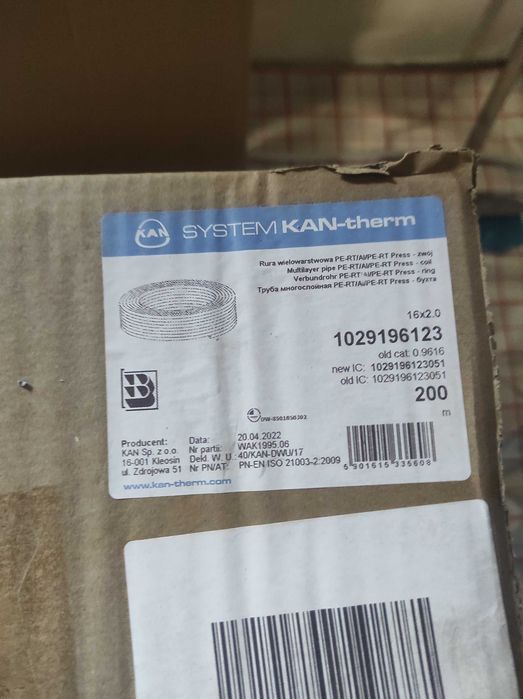 KAN SYSTEM KAN-therm
Rura wielowarstwowa PE-RT/Al/PE-RT Press - zwój
Multilayer pipe PE-RT/Al/PE-RT Press - coil
Verbundrohr PE-RT/Al/PE-RT Press - ring
Труба многослойная PE-RT/Al/PE-RT Press - бухта
16x2.0
1029196123
old cat: 0.9616
new IC: 1029196123051
old IC: 1029196123051
200
m
Producent:
KAN Sp. z o.o.
16-001 Kleosin
ul. Zdrojowa 51
Data: 20.04.2022
Nr partii: WAK1995.06
Dekl. W. U.: 40/KAN-DWU/17
Nr PN/AT: PN-EN ISO 21003-2:2009
5 901615 335608
www.kan-therm.com